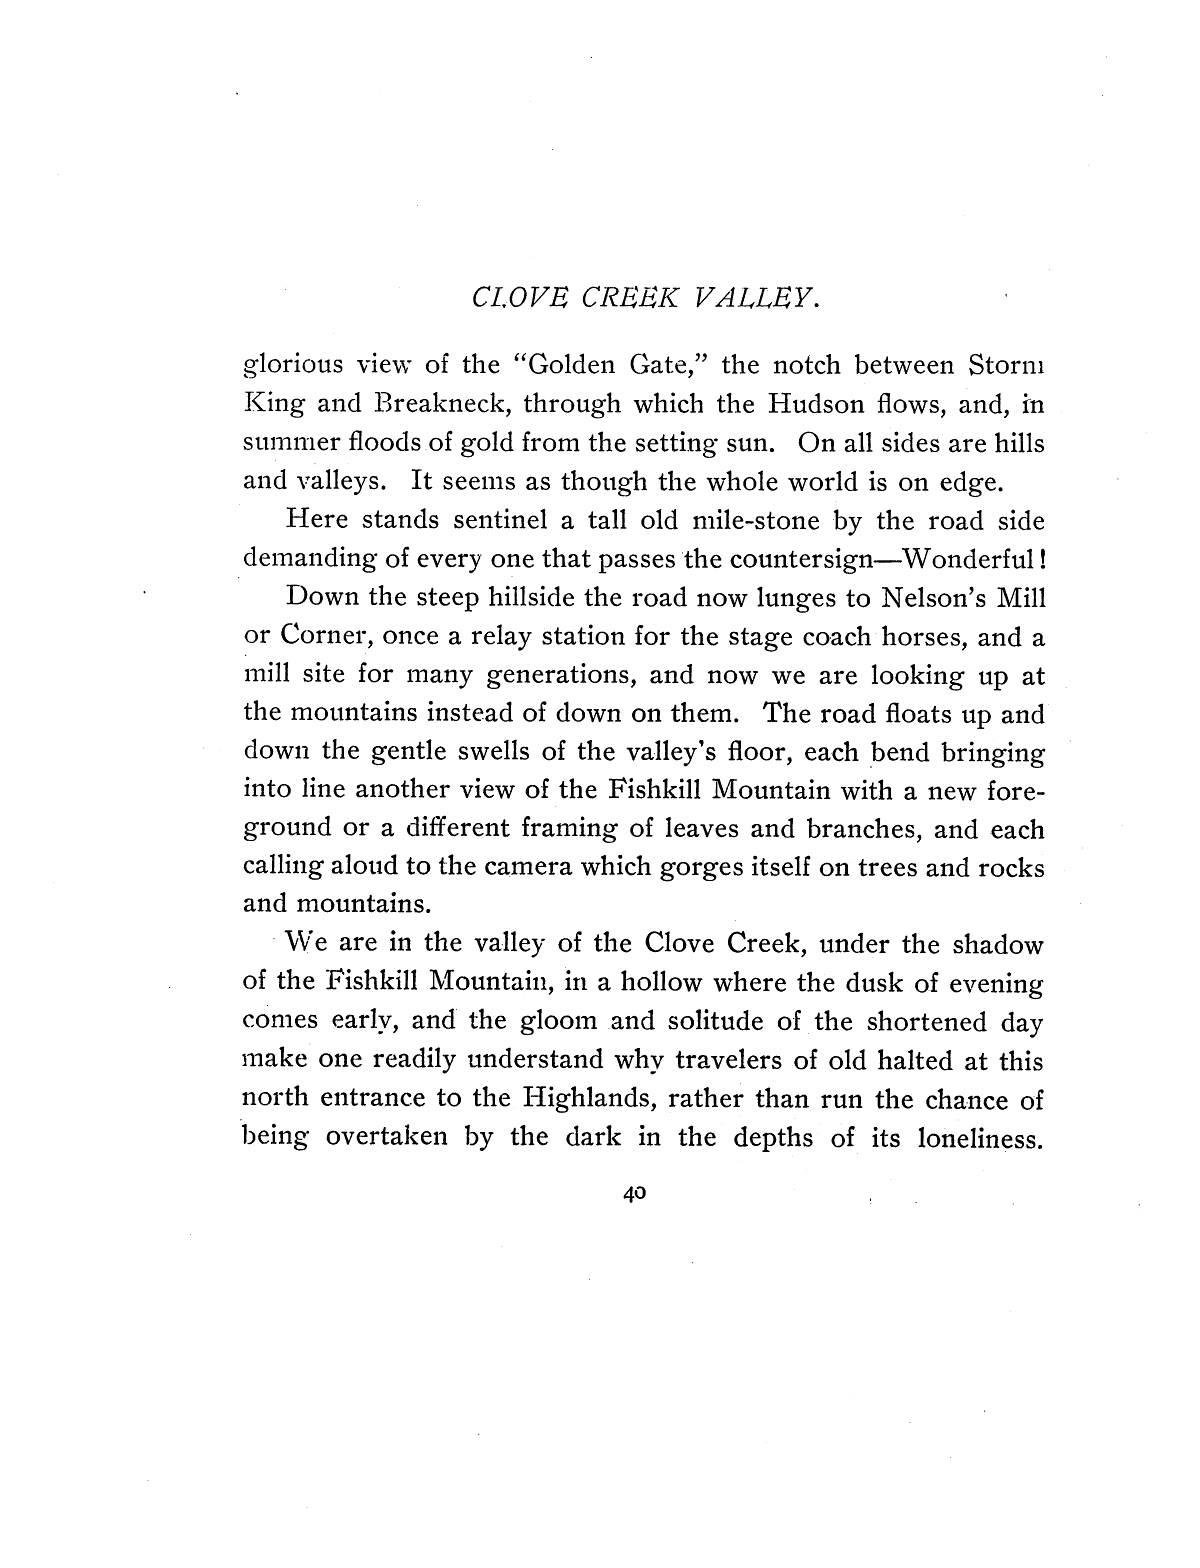 CLOVE CREEK VALLEY.
glorious view of the “Golden Gate,” the notch between Storm
King and Breakneck, through which the Hudson flows, and, in
summer floods of gold from the setting sun. On all sides are hills
and valleys. It seems as though the whole world is on edge.
Here stands sentinel a tall old mile-stone by the road side
demanding of every one that passes the countersign—Wonderful!
Down the steep hillside the road now lunges to Nelson’s Mill
or Corner, once a relay station for the stage coach horses, and a
mill site for many generations, and now we are looking up at
the mountains instead of down on them. The road floats up and
down the gentle swells of the valley’s floor, each bend bringing
into line another view of the Fishkill Mountain with a new fore-
ground or a different framing of leaves and branches, and each
calling aloud to the camera which gorges itself on trees and rocks
and mountains.
We are in the valley of the Clove Creek, under the shadow
of the Fishkill Mountain, in a hollow where the dusk of evening
comes early, and the gloom and solitude of the shortened day
make one readily understand why travelers of old halted at this
north entrance to the Highlands, rather than run the chance of
being overtaken by the dark in the depths of its loneliness.
40